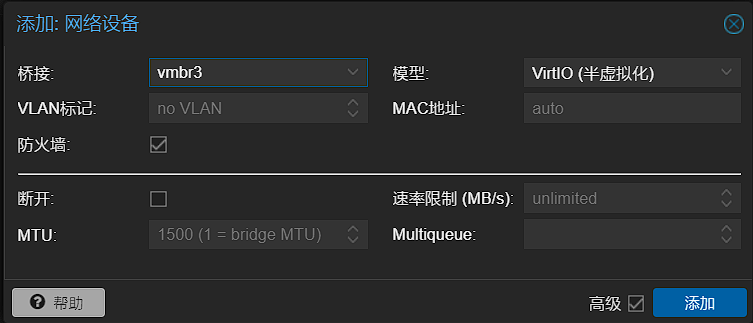 添加: 网络设备
桥接: vmbr3 模型: VirtIO (半虚拟化)
VLAN标记: no VLAN MAC地址: auto
防火墙:
断开: 速率限制 (MB/s): unlimited
MTU: 1500 (1 = bridge MTU) Multiqueue:
帮助 高级 添加